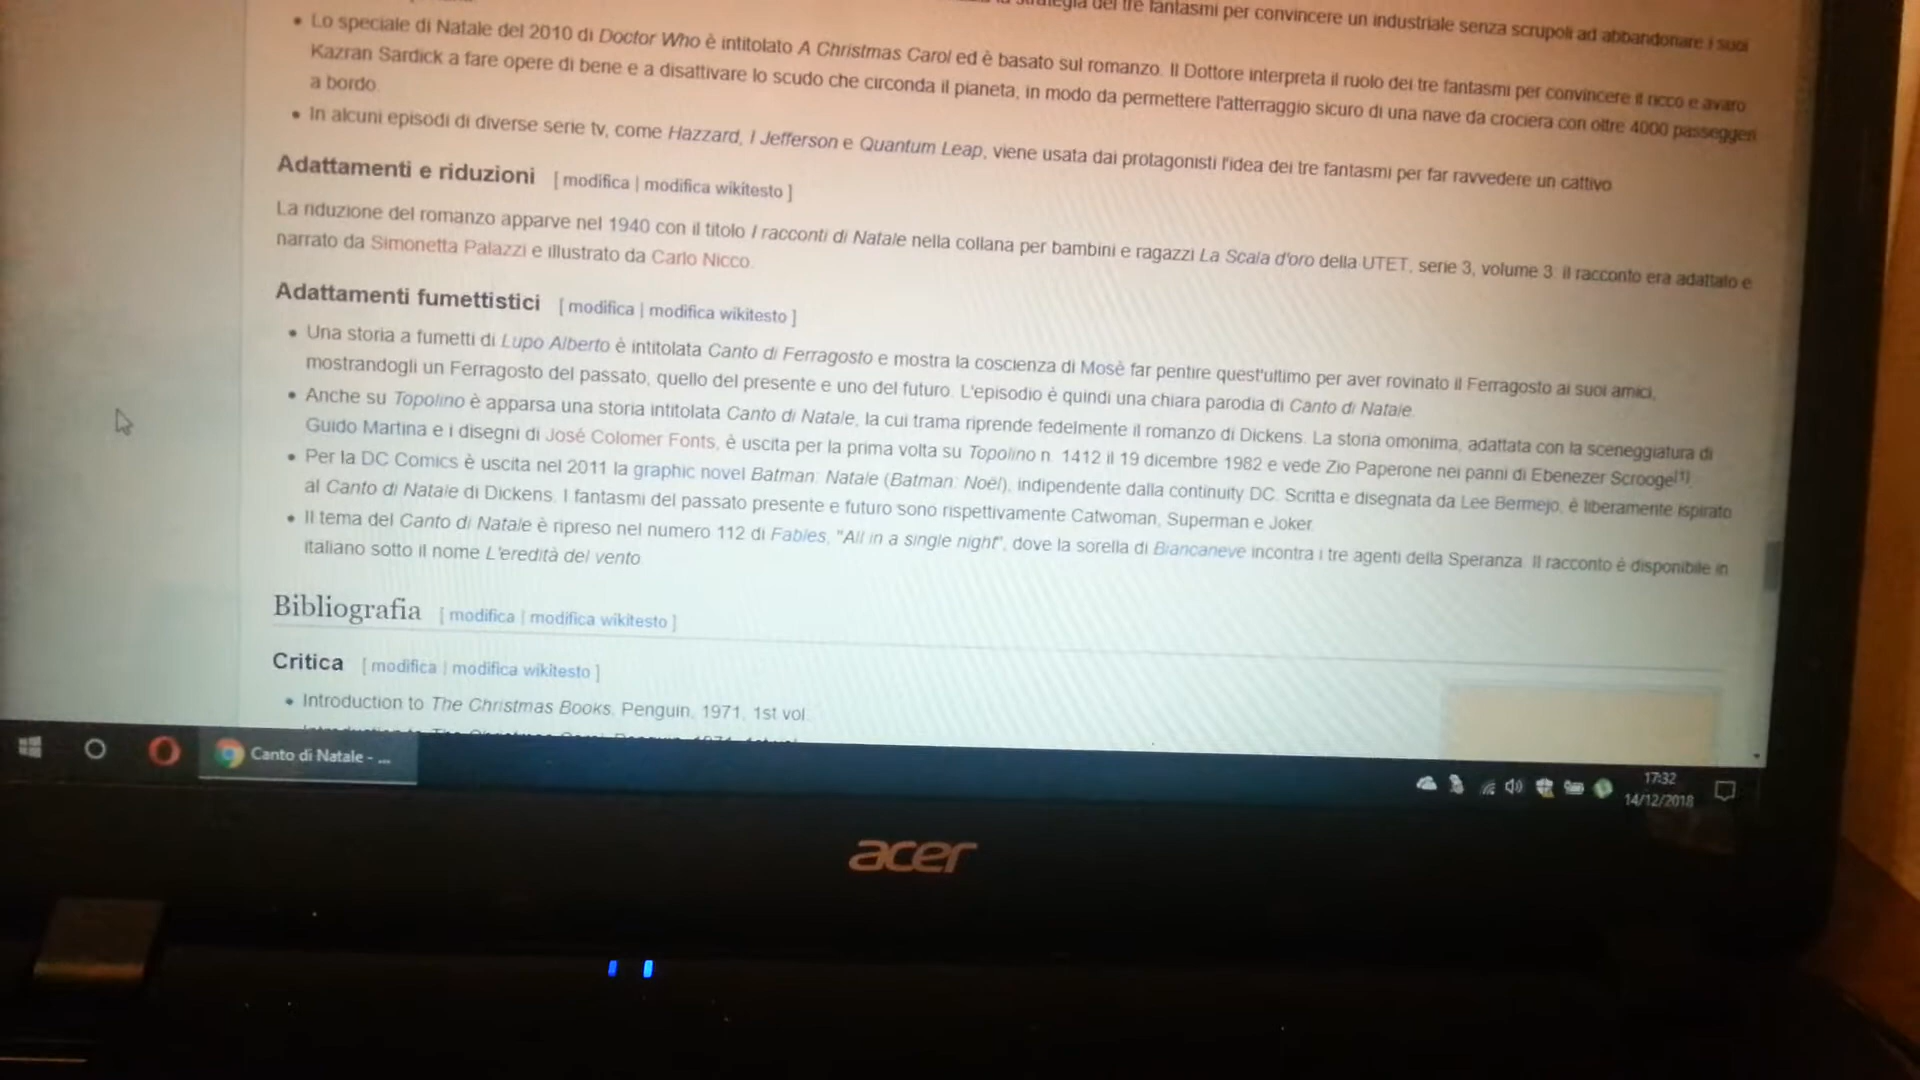 strategia dei tre fantasmi per convincere un industriale senza scrupoli ad abbandonare i suoi
• Lo speciale di Natale del 2010 di Doctor Who è intitolato A Christmas Carol ed è basato sul romanzo. Il Dottore interpreta il ruolo dei tre fantasmi per convincere il ricco e avaro
Kazran Sardick a fare opere di bene e a disattivare lo scudo che circonda il pianeta, in modo da permettere l'atterraggio sicuro di una nave da crociera con oltre 4000 passeggeri
a bordo.
• In alcuni episodi di diverse serie tv, come Hazzard, I Jefferson e Quantum Leap, viene usata dai protagonisti l'idea dei tre fantasmi per far ravvedere un cattivo
Adattamenti e riduzioni [ modifica | modifica wikitesto ]
La riduzione del romanzo apparve nel 1940 con il titolo I racconti di Natale nella collana per bambini e ragazzi La Scala d'oro della UTET, serie 3, volume 3: il racconto era adattato e
narrato da Simonetta Palazzi e illustrato da Carlo Nicco.
Adattamenti fumettistici [ modifica | modifica wikitesto ]
• Una storia a fumetti di Lupo Alberto è intitolata Canto di Ferragosto e mostra la coscienza di Mosè far pentire quest'ultimo per aver rovinato il Ferragosto ai suoi amici,
mostrandogli un Ferragosto del passato, quello del presente e uno del futuro. L'episodio è quindi una chiara parodia di Canto di Natale.
• Anche su Topolino è apparsa una storia intitolata Canto di Natale, la cui trama riprende fedelmente il romanzo di Dickens. La storia omonima, adattata con la sceneggiatura di
Guido Martina e i disegni di José Colomer Fonts, è uscita per la prima volta su Topolino n. 1412 il 19 dicembre 1982 e vede Zio Paperone nei panni di Ebenezer Scrooge[1].
• Per la DC Comics è uscita nel 2011 la graphic novel Batman: Natale (Batman: Noël), indipendente dalla continuity DC. Scritta e disegnata da Lee Bermejo, è liberamente ispirato
al Canto di Natale di Dickens. I fantasmi del passato presente e futuro sono rispettivamente Catwoman, Superman e Joker.
• Il tema del Canto di Natale è ripreso nel numero 112 di Fables, "All in a single night", dove la sorella di Biancaneve incontra i tre agenti della Speranza. Il racconto è disponibile in
italiano sotto il nome L'eredità del vento.
Bibliografia [ modifica | modifica wikitesto ]
Critica [ modifica | modifica wikitesto ]
• Introduction to The Christmas Books, Penguin, 1971, 1st vol.
Canto di Natale - ...
17:32
14/12/2018
acer